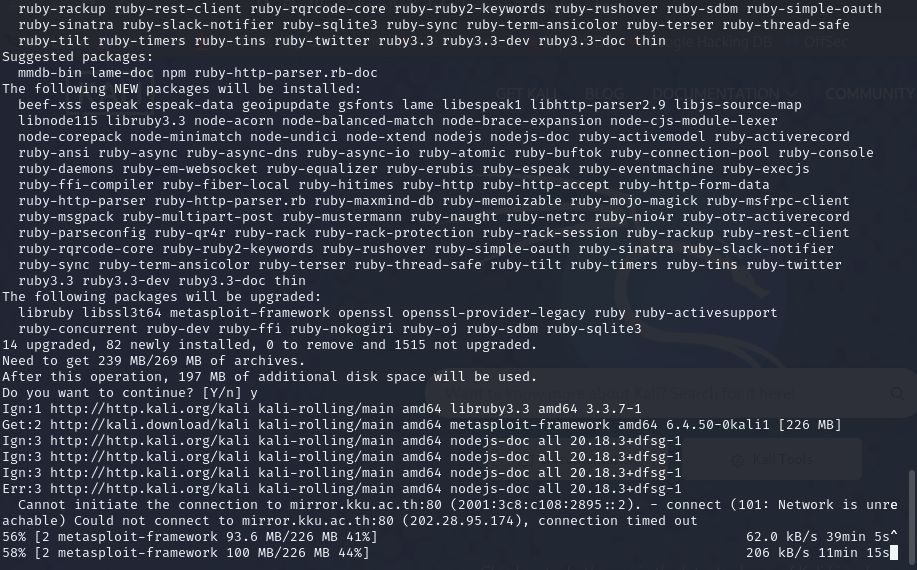 ruby-rackup ruby-rest-client ruby-rqrcode-core ruby-ruby2-keywords ruby-rushover ruby-sdbm ruby-simple-oauth
ruby-sinatra ruby-slack-notifier ruby-sqlite3 ruby-sync ruby-term-ansicolor ruby-terser ruby-thread-safe
ruby-tilt ruby-timers ruby-tins ruby-twitter ruby3.3 ruby3.3-dev ruby3.3-doc thin
Suggested packages:
mmdb-bin lame-doc npm ruby-http-parser.rb-doc
The following NEW packages will be installed:
beef-xss espeak espeak-data geoipupdate gsfonts lame libespeak1 libhttp-parser2.9 libjs-source-map
libnode115 libruby3.3 node-acorn node-balanced-match node-brace-expansion node-cjs-module-lexer
node-corepack node-minimatch node-undici node-xtend nodejs nodejs-doc ruby-activemodel ruby-activerecord
ruby-ansi ruby-async ruby-async-dns ruby-async-io ruby-atomic ruby-buftok ruby-connection-pool ruby-console
ruby-daemons ruby-em-websocket ruby-equalizer ruby-erubis ruby-espeak ruby-eventmachine ruby-execjs
ruby-ffi-compiler ruby-fiber-local ruby-hitimes ruby-http ruby-http-accept ruby-http-form-data
ruby-http-parser ruby-http-parser.rb ruby-maxmind-db ruby-memoizable ruby-mojo-magick ruby-msfrpc-client
ruby-msgpack ruby-multipart-post ruby-mustermann ruby-naught ruby-netrc ruby-nio4r ruby-otr-activerecord
ruby-parseconfig ruby-qr4r ruby-rack ruby-rack-protection ruby-rack-session ruby-rackup ruby-rest-client
ruby-rqrcode-core ruby-ruby2-keywords ruby-rushover ruby-simple-oauth ruby-sinatra ruby-slack-notifier
ruby-sync ruby-term-ansicolor ruby-terser ruby-thread-safe ruby-tilt ruby-timers ruby-tins ruby-twitter
ruby3.3 ruby3.3-dev ruby3.3-doc thin
The following packages will be upgraded:
libruby libssl3t64 metasploit-framework openssl openssl-provider-legacy ruby ruby-activesupport
ruby-concurrent ruby-dev ruby-ffi ruby-nokogiri ruby-oj ruby-sdbm ruby-sqlite3
14 upgraded, 82 newly installed, 0 to remove and 1515 not upgraded.
Need to get 239 MB/269 MB of archives.
After this operation, 197 MB of additional disk space will be used.
Do you want to continue? [Y/n] y
Ign:1 http://http.kali.org/kali kali-rolling/main amd64 libruby3.3 amd64 3.3.7-1
Get:2 http://kali.download/kali kali-rolling/main amd64 metasploit-framework amd64 6.4.50-0kali1 [226 MB]
Ign:3 http://http.kali.org/kali kali-rolling/main amd64 nodejs-doc all 20.18.3+dfsg-1
Ign:3 http://http.kali.org/kali kali-rolling/main amd64 nodejs-doc all 20.18.3+dfsg-1
Ign:3 http://http.kali.org/kali kali-rolling/main amd64 nodejs-doc all 20.18.3+dfsg-1
Err:3 http://http.kali.org/kali kali-rolling/main amd64 nodejs-doc all 20.18.3+dfsg-1
Cannot initiate the connection to mirror.kku.ac.th:80 (2001:3c8:c108:2895::2). - connect (101: Network is unre
achable) Could not connect to mirror.kku.ac.th:80 (202.28.95.174), connection timed out
56% [2 metasploit-framework 93.6 MB/226 MB 41%] 62.0 kB/s 39min 5s^
58% [2 metasploit-framework 100 MB/226 MB 44%] 206 kB/s 11min 15s
Hacking DB
OffSec
GET KALI
BLOG
DOCUMENTATION
COMMUNITY
Kali Tools